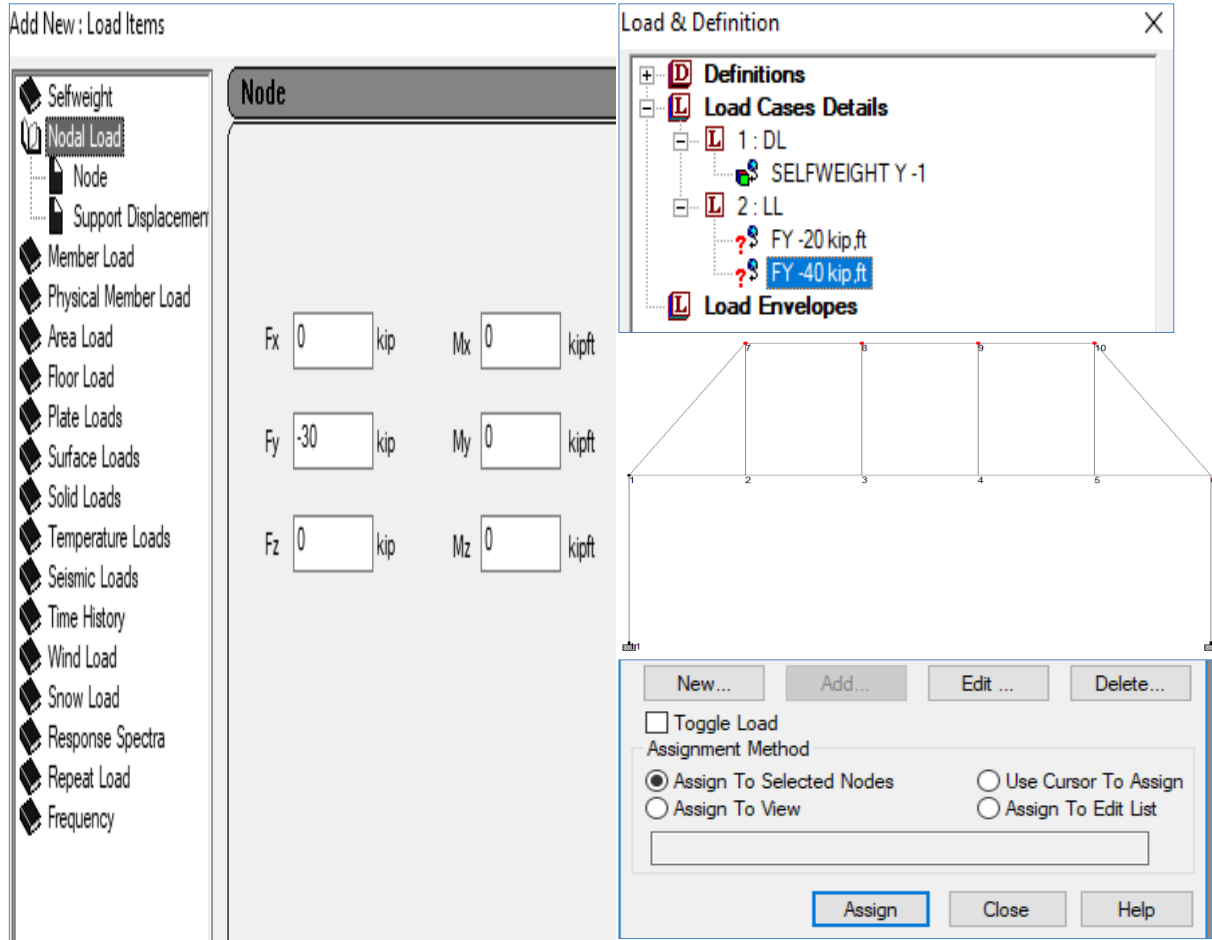 Add New : Load Items
Selfweight
Nodal Load
Node
Support Displacemen
Member Load
Physical Member Load
Area Load
Floor Load
Plate Loads
Surface Loads
Solid Loads
Temperature Loads
Seismic Loads
Time History
Wind Load
Snow Load
Response Spectra
Repeat Load
Frequency
Node
Fx 0 kip Mx 0 kipft
Fy -30 kip My 0 kipft
Fz 0 kip Mz 0 kipft
Load & Definition
D Definitions
L Load Cases Details
L 1 : DL
SELFWEIGHT Y -1
L 2 : LL
? FY -20 kip,ft
? FY -40 kip,ft
L Load Envelopes
7 8 9 10
1 2 3 4 5
New... Add... Edit ... Delete...
Toggle Load
Assignment Method
Assign To Selected Nodes Use Cursor To Assign
Assign To View Assign To Edit List
Assign Close Help